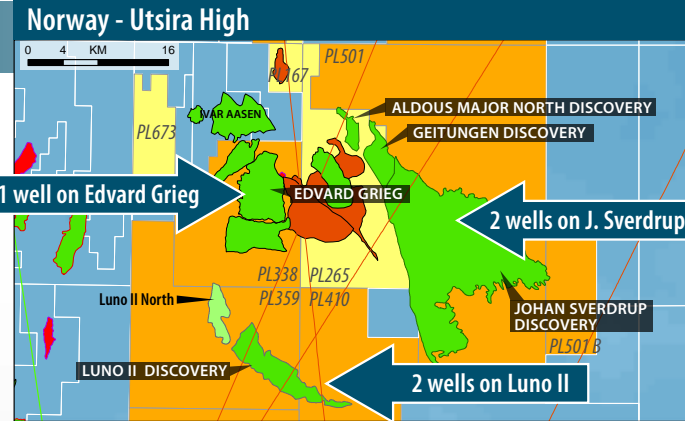 Norway - Utsira High
0 4 KM 16
PL501
PL167
ALDOUS MAJOR NORTH DISCOVERY
IVAR AASEN
PL673
GEITUNGEN DISCOVERY
1 well on Edvard Grieg
EDVARD GRIEG
2 wells on J. Sverdrup
PL338 PL265
Luno II North
PL359 PL410
JOHAN SVERDRUP
DISCOVERY
PL501 B
LUNO II DISCOVERY
2 wells on Luno II